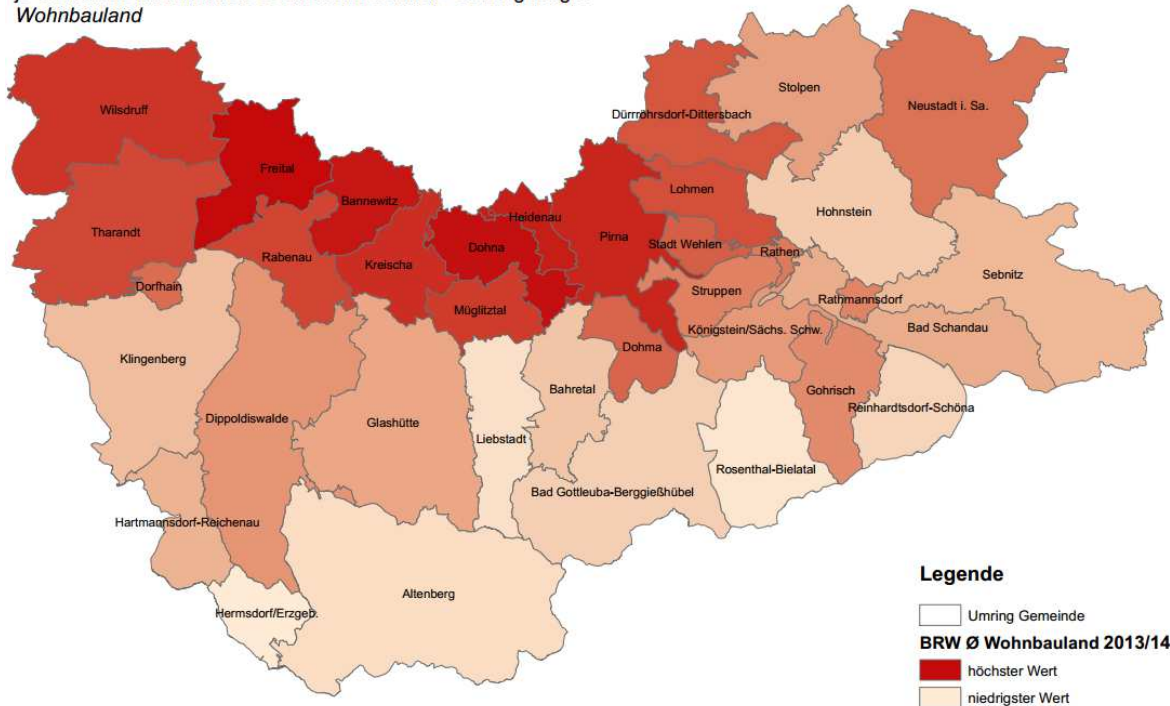 Wohnbauland
Wilsdruff
Freital
Tharandt
Bannewitz
Rabenau
Kreischa
Dohna
Heidenau
Müglitztal
Pirna
Dürrröhrsdorf-Dittersbach
Stolpen
Neustadt i. Sa.
Lohmen
Hohnstein
Stadt Wehlen
Rathen
Struppen
Sebnitz
Rathmannsdorf
Königstein/Sächs. Schw.
Bad Schandau
Dohma
Gohrisch
Reinhardtsdorf-Schöna
Dorfhain
Klingenberg
Dippoldiswalde
Glashütte
Liebstadt
Bahretal
Rosenthal-Bielatal
Bad Gottleuba-Berggießhübel
Hartmannsdorf-Reichenau
Hermsdorf/Erzgeb.
Altenberg
Legende
Umring Gemeinde
BRW Ø Wohnbauland 2013/14
höchster Wert
niedrigster Wert